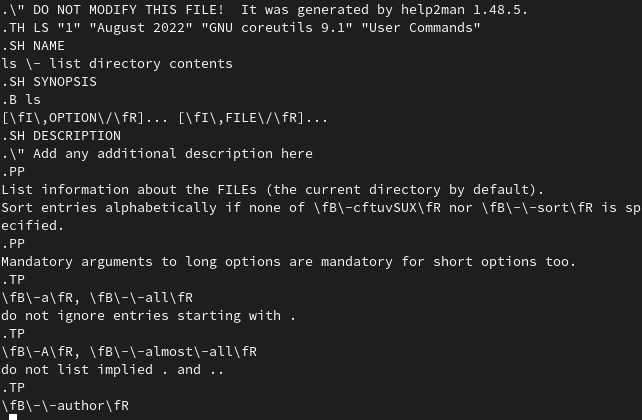 .\" DO NOT MODIFY THIS FILE!  It was generated by help2man 1.48.5.
.TH LS "1" "August 2022" "GNU coreutils 9.1" "User Commands"
.SH NAME
ls \- list directory contents
.SH SYNOPSIS
.B ls
[\fI\,OPTION\/\fR]... [\fI\,FILE\/\fR]...
.SH DESCRIPTION
.\" Add any additional description here
.PP
List information about the FILEs (the current directory by default).
Sort entries alphabetically if none of \fB\-cftuvSUX\fR nor \fB\-\-sort\fR is sp
ecified.
.PP
Mandatory arguments to long options are mandatory for short options too.
.TP
\fB\-a\fR, \fB\-\-all\fR
do not ignore entries starting with .
.TP
\fB\-A\fR, \fB\-\-almost\-all\fR
do not list implied . and ..
.TP
\fB\-\-author\fR